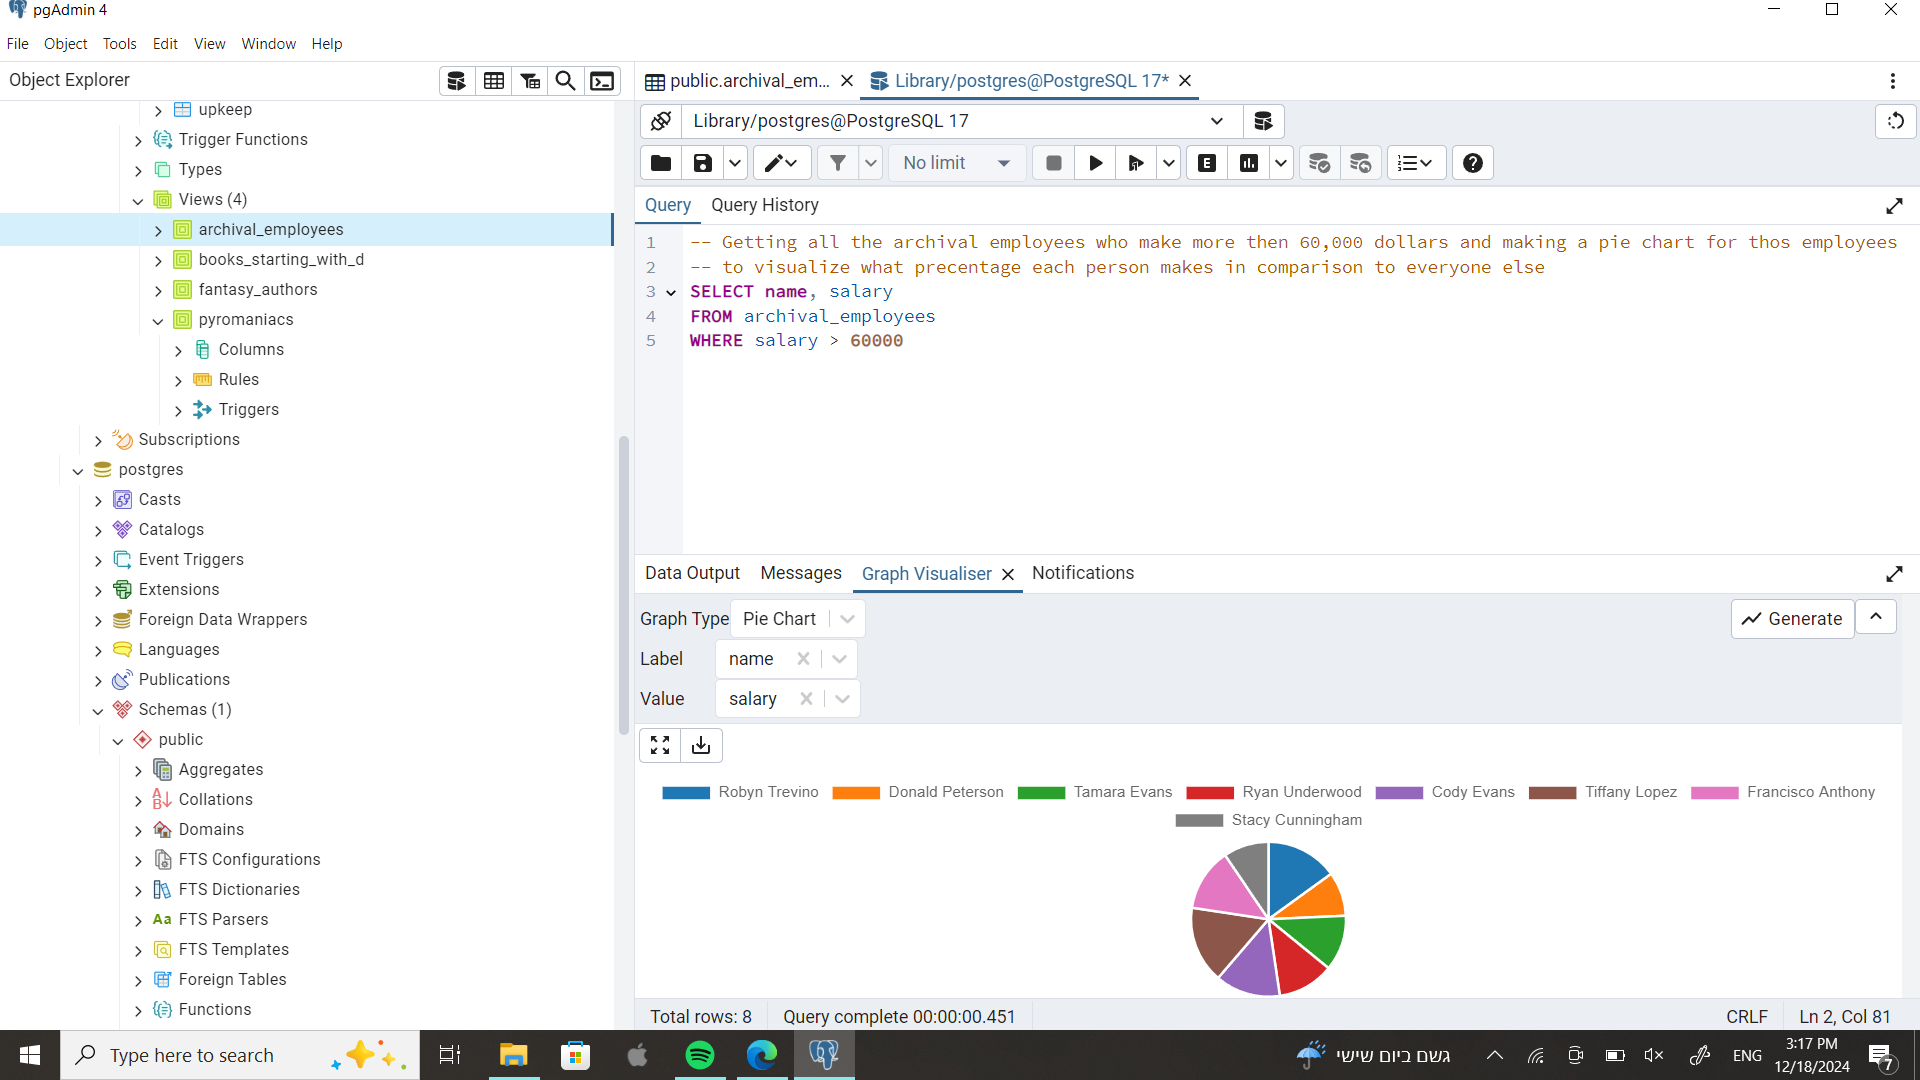 pgAdmin 4
File Object Tools Edit View Window Help
Object Explorer
upkeep
Trigger Functions
Types
Views (4)
archival_employees
books_starting_with_d
fantasy_authors
pyromaniacs
Columns
Rules
Triggers
Subscriptions
postgres
Casts
Catalogs
Event Triggers
Extensions
Foreign Data Wrappers
Languages
Publications
Schemas (1)
public
Aggregates
Collations
Domains
FTS Configurations
FTS Dictionaries
FTS Parsers
FTS Templates
Foreign Tables
Functions
public.archival_em... Library/postgres@PostgreSQL 17*
Library/postgres@PostgreSQL 17
No limit
Query Query History
1 -- Getting all the archival employees who make more then 60,000 dollars and making a pie chart for thos employees
2 -- to visualize what precentage each person makes in comparison to everyone else
3 SELECT name, salary
4 FROM archival_employees
5 WHERE salary > 60000
Data Output Messages Graph Visualiser Notifications
Graph Type Pie Chart Generate
Label name
Value salary
Robyn Trevino Donald Peterson Tamara Evans Ryan Underwood Cody Evans Tiffany Lopez Francisco Anthony
Stacy Cunningham
Total rows: 8 Query complete 00:00:00.451 CRLF Ln 2, Col 81
Type here to search
גשם ביום שישי
ENG
3:17 PM
12/18/2024
7